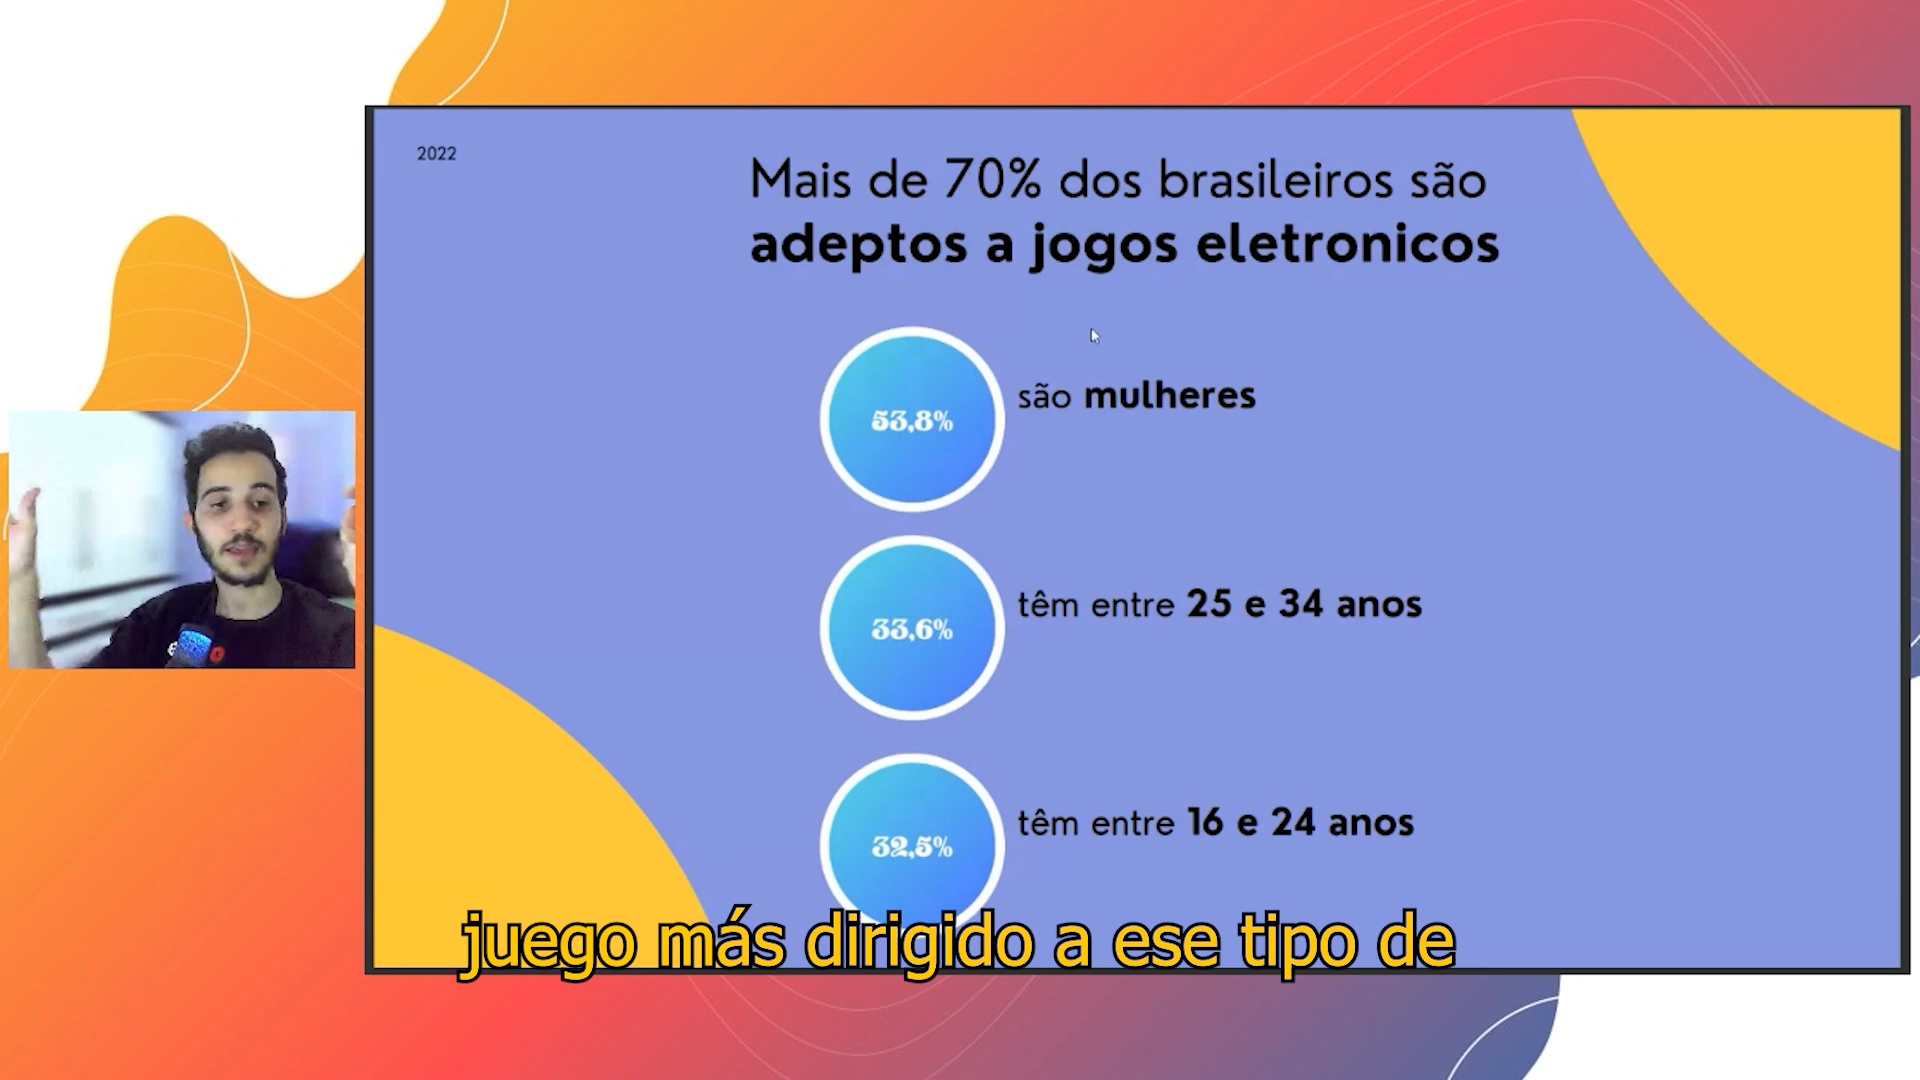 2022
Mais de 70% dos brasileiros são
adeptos a jogos eletronicos
53,8%
são mulheres
33,6%
têm entre 25 e 34 anos
32,5%
têm entre 16 e 24 anos
juego más dirigido a ese tipo de